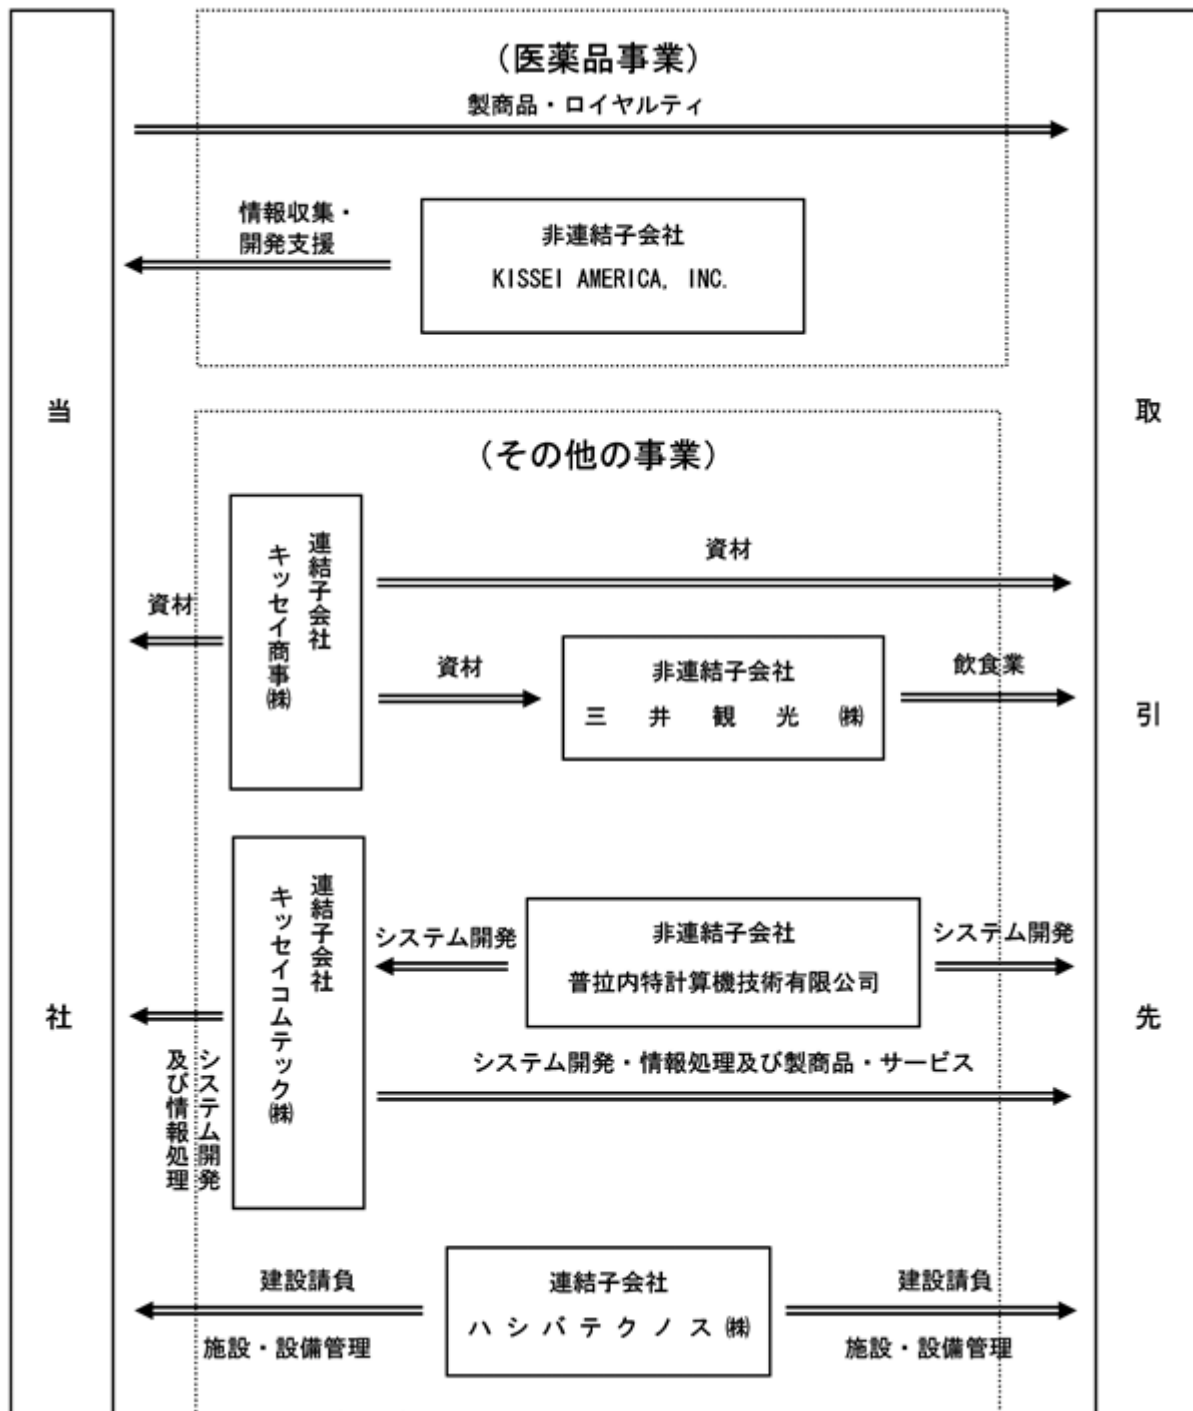 （医薬品事業）
製商品・ロイヤルティ
情報収集・
開発支援
非連結子会社
KISSEI AMERICA, INC.
当社
取引先
（その他の事業）
連結子会社
キッセイ商事㈱
資材
資材
資材
非連結子会社
三井観光㈱
飲食業
連結子会社
キッセイコムテック㈱
システム開発
非連結子会社
普拉内特計算機技術有限公司
システム開発
システム開発・情報処理及び製商品・サービス
システム開発
及び情報処理
建設請負
施設・設備管理
連結子会社
ハシバテクノス㈱
建設請負
施設・設備管理